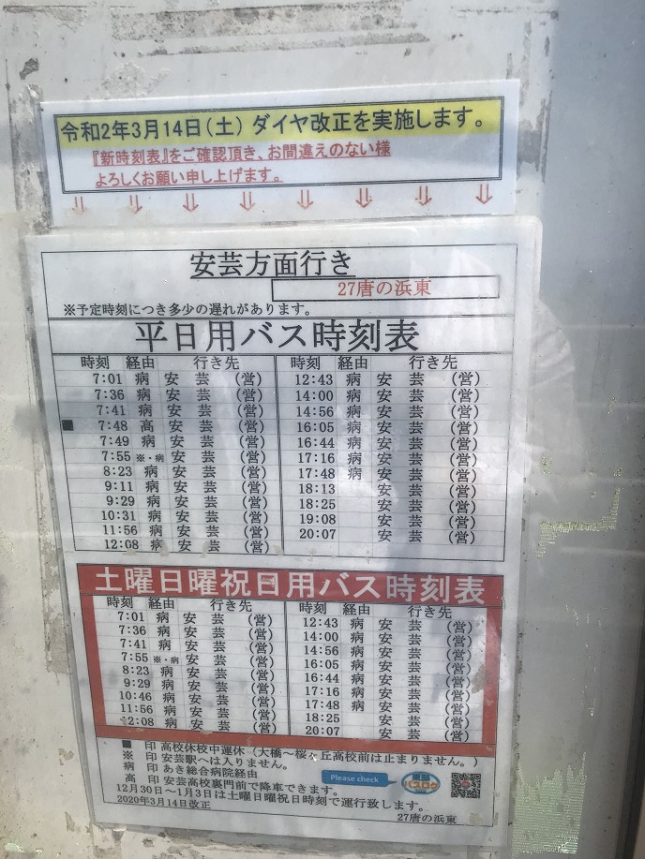 令和2年3月14日(土) ダイヤ改正を実施します。
『新時刻表』をご確認頂き、お間違えのない様
よろしくお願い申し上げます。
⇓ ⇓ ⇓ ⇓ ⇓ ⇓ ⇓ ⇓
安芸方面行き
27唐の浜東
※予定時刻につき多少の遅れがあります。
平日用バス時刻表
時刻 経由 行き先 時刻 経由 行き先
7:01 病 安芸 (営) 12:43 病 安芸 (営)
7:36 病 安芸 (営) 14:00 病 安芸 (営)
7:41 病 安芸 (営) 14:56 病 安芸 (営)
■ 7:48 高 安芸 (営) 16:05 病 安芸 (営)
7:49 病 安芸 (営) 16:44 病 安芸 (営)
7:55 ※・病 安芸 (営) 17:16 病 安芸 (営)
8:23 病 安芸 (営) 17:48 病 安芸 (営)
9:11 病 安芸 (営) 18:13 安芸 (営)
9:29 病 安芸 (営) 18:25 安芸 (営)
10:31 病 安芸 (営) 19:08 安芸 (営)
11:56 病 安芸 (営) 20:07 安芸 (営)
12:08 病 安芸 (営)
土曜日曜祝日用バス時刻表
時刻 経由 行き先 時刻 経由 行き先
7:01 病 安芸 (営) 12:43 病 安芸 (営)
7:36 病 安芸 (営) 14:00 病 安芸 (営)
7:41 病 安芸 (営) 14:56 病 安芸 (営)
7:55 ※・病 安芸 (営) 16:05 病 安芸 (営)
8:23 病 安芸 (営) 16:44 病 安芸 (営)
9:29 病 安芸 (営) 17:16 病 安芸 (営)
10:46 病 安芸 (営) 17:48 病 安芸 (営)
11:56 病 安芸 (営) 18:25 安芸 (営)
12:08 病 安芸 (営) 20:07 安芸 (営)
■ 印 高校休校中運休(大橋~桜ヶ丘高校前は止まりません。)
※ 印 安芸駅へは入りません。
病 印 あき総合病院経由
高 印 安芸高校裏門前で降車できます。
12月30日~1月3日は土曜日曜祝日時刻で運行致します。
2020年3月14日改正
Please check
バスロケ
27唐の浜東